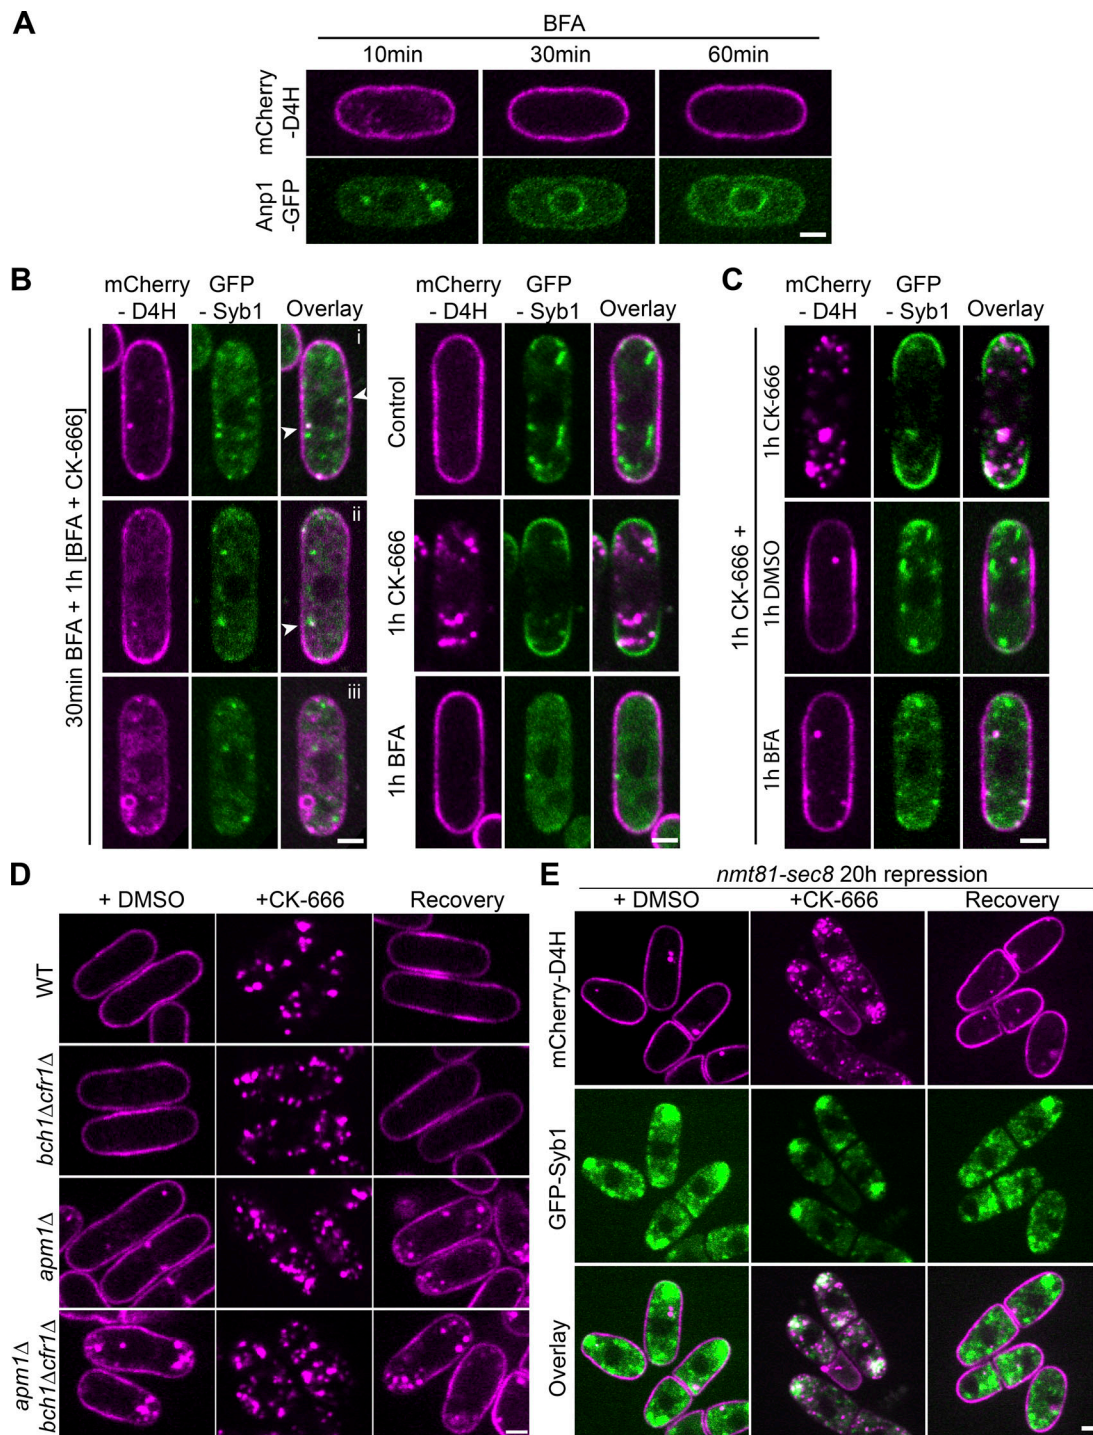 A
BFA
10min
30min
60min
mCherry
-D4H
Anp1
-GFP
B
mCherry
- D4H
GFP
- Syb1
Overlay
30min BFA + 1h [BFA + CK-666]
i
ii
iii
mCherry
- D4H
GFP
- Syb1
Overlay
Control
1h CK-666
1h BFA
C
mCherry
- D4H
GFP
- Syb1
Overlay
1h CK-666
1h CK-666 +
1h DMSO
1h BFA
D
+ DMSO
+CK-666
Recovery
WT
bch1Δcfr1Δ
apm1Δ
apm1Δ
bch1Δcfr1Δ
E
nmt81-sec8 20h repression
+ DMSO
+CK-666
Recovery
mCherry-D4H
GFP-Syb1
Overlay